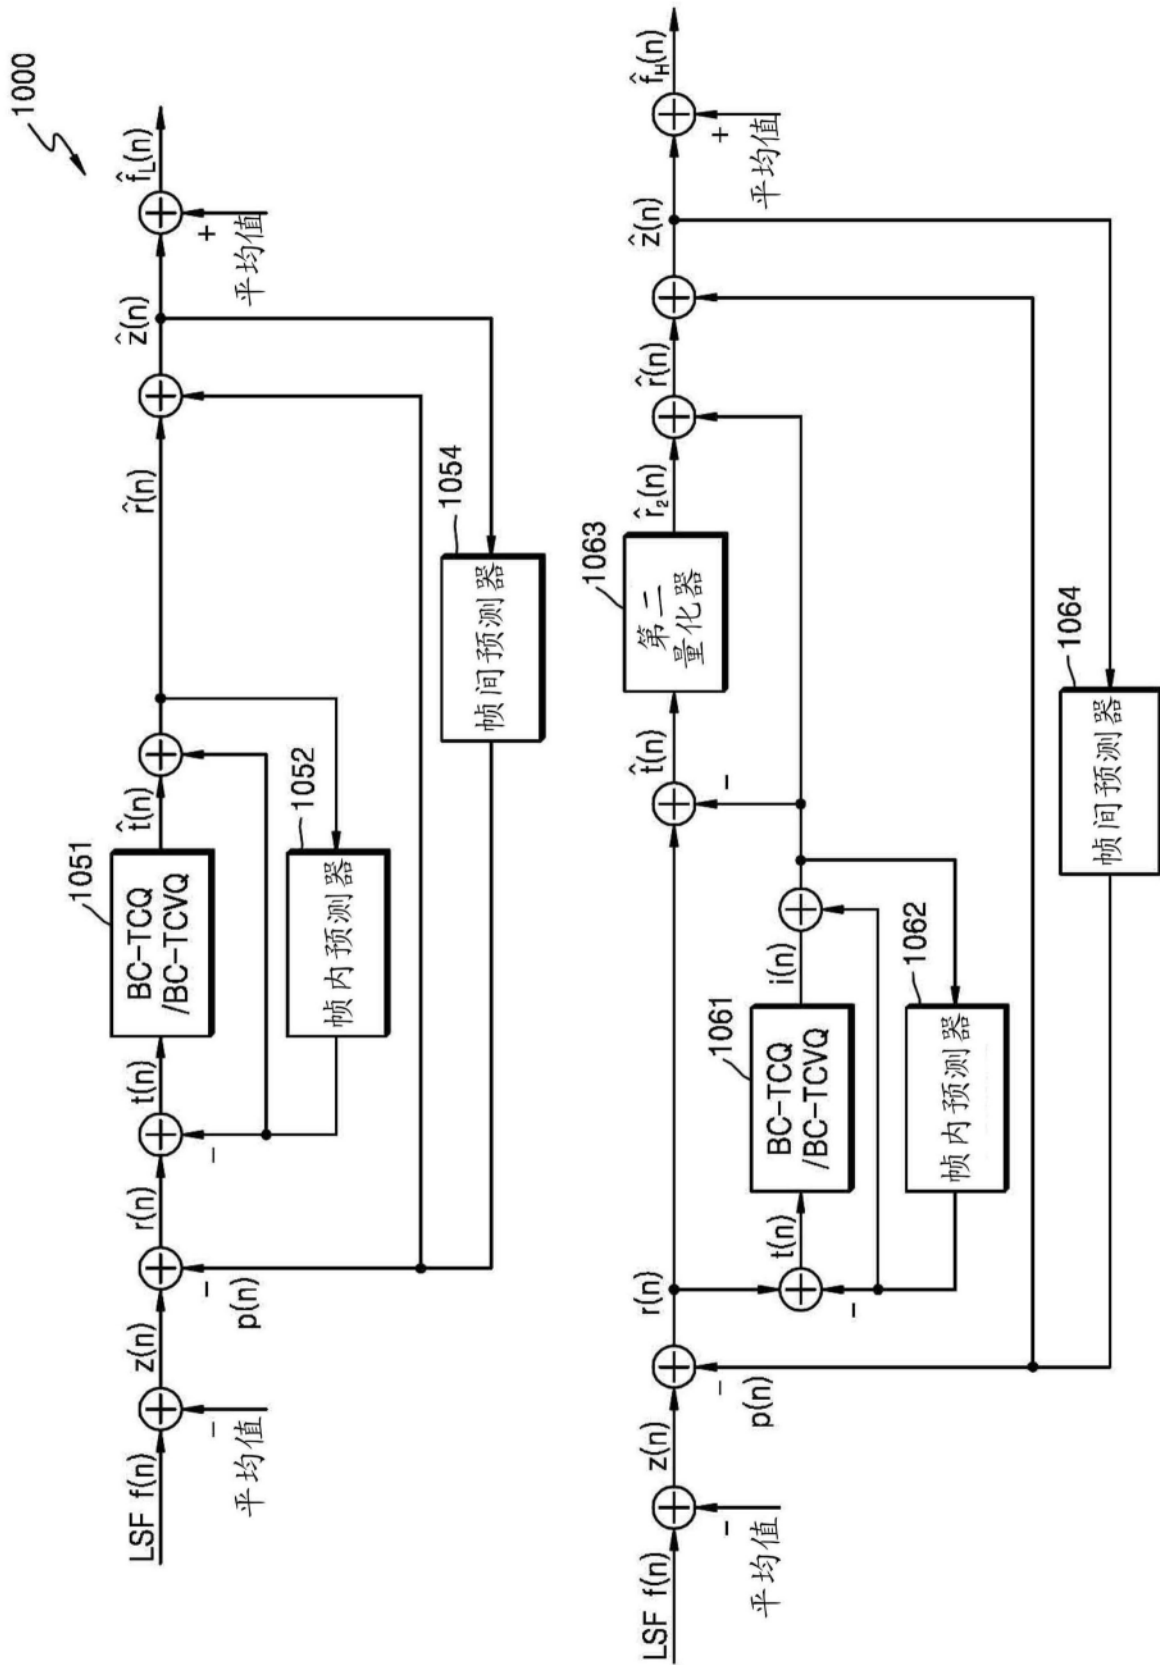 1000
LSF f(n)
平均值
-
z(n)
-
p(n)
r(n)
-
t(n)
BC-TCQ
/BC-TCVQ
1051
t̂(n)
帧内预测器
1052
r̂(n)
帧间预测器
1054
ẑ(n)
+
平均值
f̂L(n)
LSF f(n)
平均值
-
z(n)
-
p(n)
r(n)
-
t(n)
BC-TCQ
/BC-TCVQ
1061
i(n)
帧内预测器
1062
-
t̂(n)
第二
量化器
1063
r̂2(n)
r̂(n)
帧间预测器
1064
ẑ(n)
+
平均值
f̂H(n)